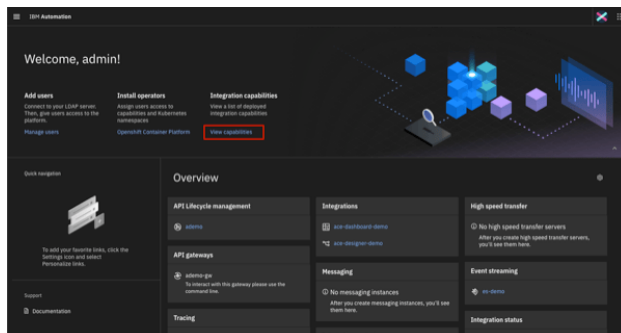 IBM Automation
Welcome, admin!
Add users
Connect to your LDAP server.
Then, give users access to the
platform.
Manage users
Install operators
Assign users access to
capabilities and Kubernetes
namespaces
Openshift Container Platform
Integration capabilities
View a list of deployed
integration capabilities
View capabilities
Quick navigation
To add your favorite links, click the
Settings icon and select
Personalize links.
Support
Documentation
Overview
API Lifecycle management
ademo
API gateways
ademo-gw
To interact with this gateway please use the
command line.
Tracing
Integrations
ace-dashboard-demo
ace-designer-demo
Messaging
No messaging instances
After you create messaging instances, you'll see
them here.
High speed transfer
No high speed transfer servers
After you create high speed transfer servers,
you'll see them here.
Event streaming
es-demo
Integration status